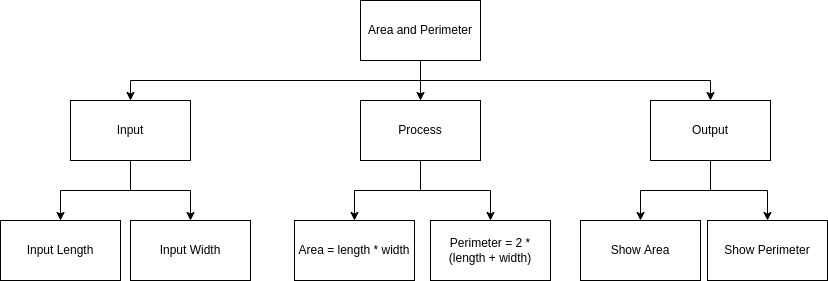 Area and Perimeter
Input
Process
Output
Input Length
Input Width
Area = length * width
Perimeter = 2 *
(length + width)
Show Area
Show Perimeter